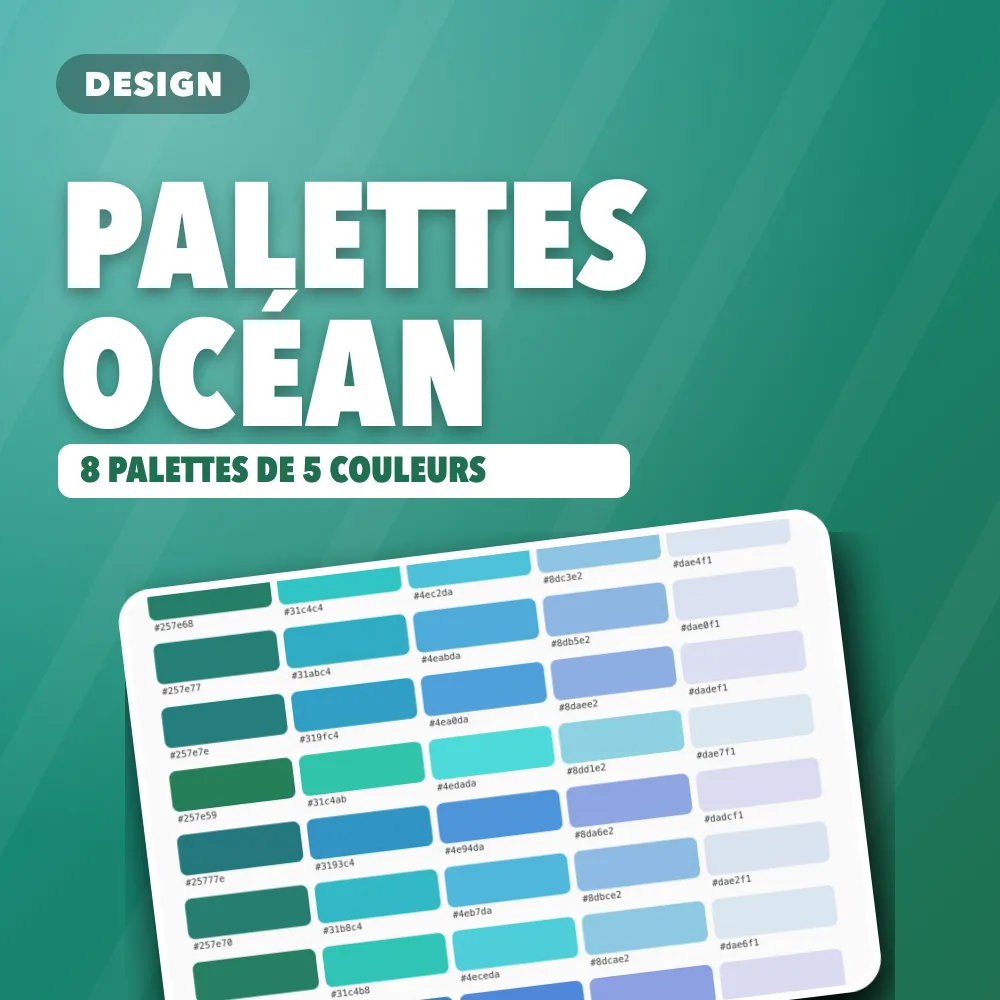 DESIGN
PALETTES
OCÉAN
8 PALETTES DE 5 COULEURS
#257e68 #31c4c4 #4ec2da #8dc3e2 #dae4f1
#257e77 #31abc4 #4eabda #8db5e2 #dae0f1
#257e7e #319fc4 #4ea0da #8daee2 #dadef1
#257e59 #31c4ab #4edada #8dd1e2 #dae7f1
#25777e #3193c4 #4e94da #8da6e2 #dadcf1
#257e70 #31b8c4 #4eb7da #8dbce2 #dae2f1
#31c4b8 #4eceda #8dcae2 #dae6f1